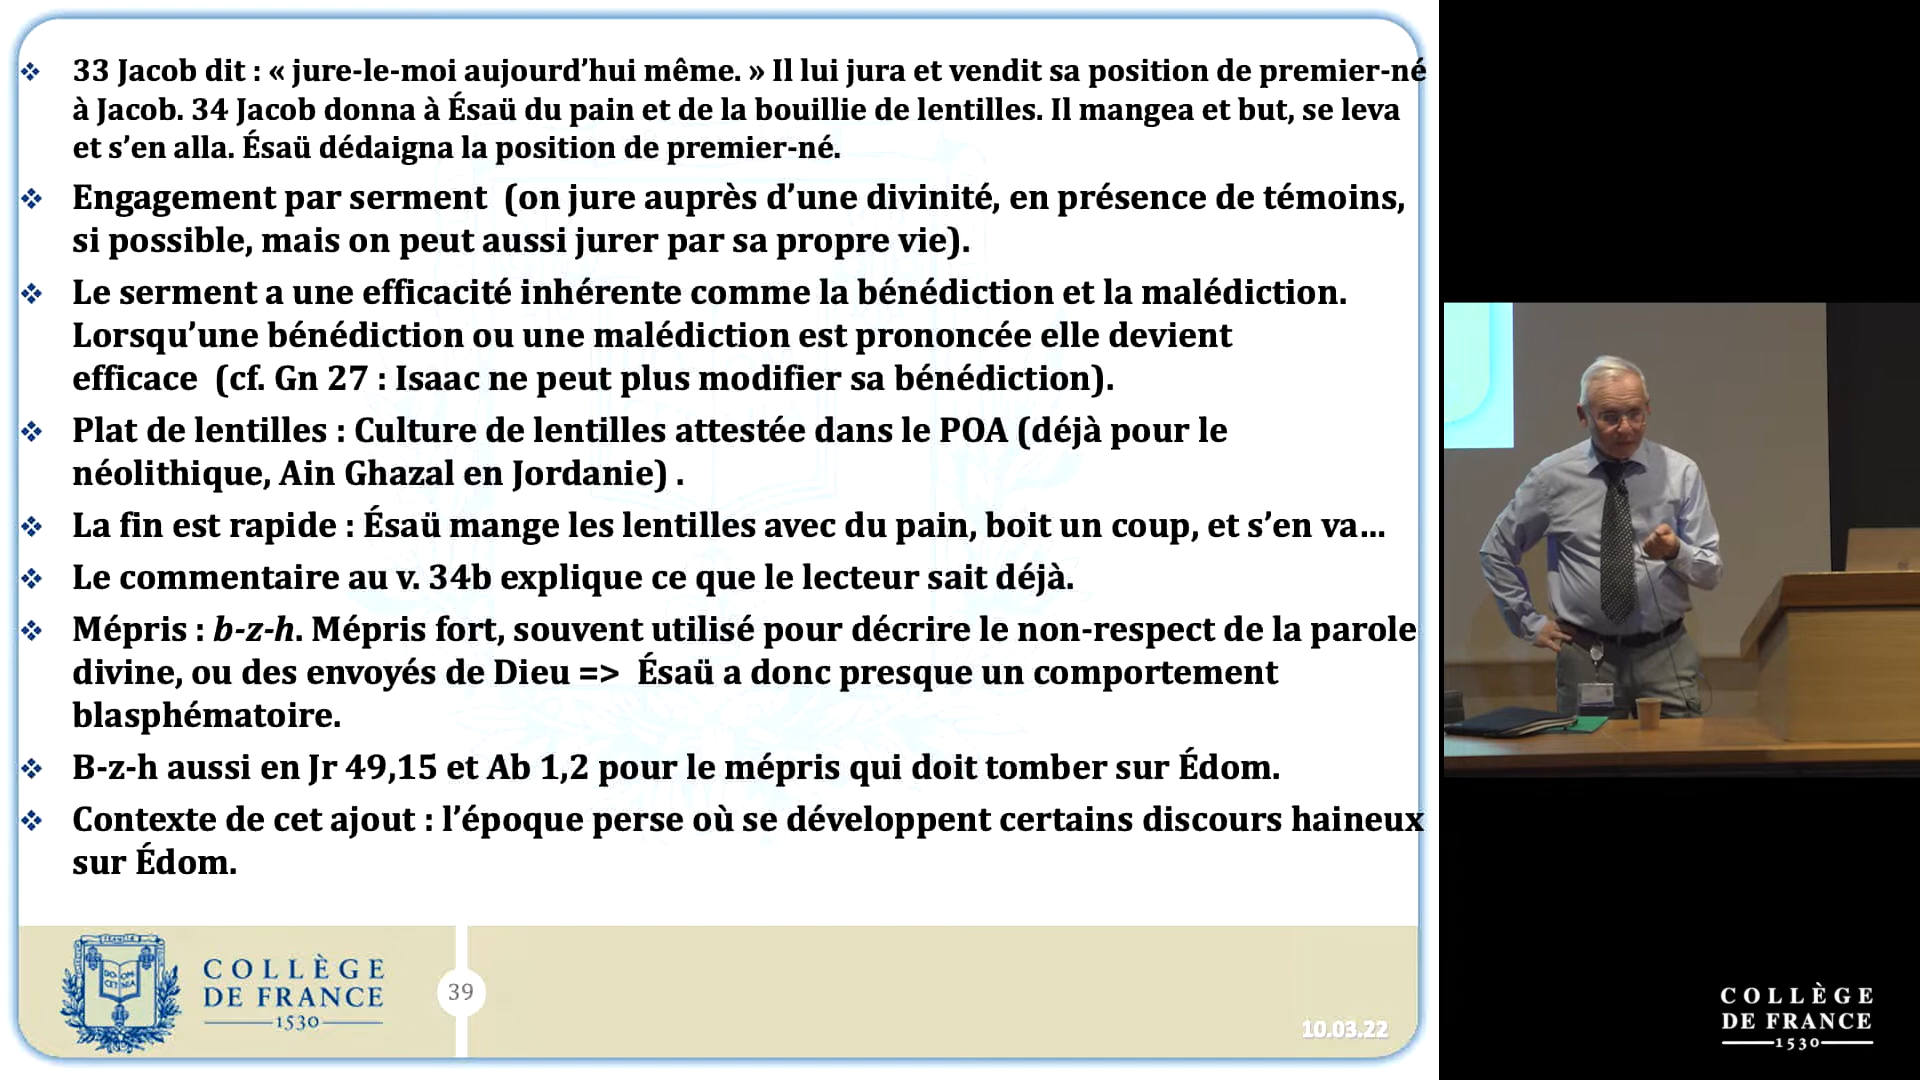 33 Jacob dit : « jure-le-moi aujourd’hui même. » Il lui jura et vendit sa position de premier-né
à Jacob. 34 Jacob donna à Ésaü du pain et de la bouillie de lentilles. Il mangea et but, se leva
et s’en alla. Ésaü dédaigna la position de premier-né.
Engagement par serment  (on jure auprès d’une divinité, en présence de témoins,
si possible, mais on peut aussi jurer par sa propre vie).
Le serment a une efficacité inhérente comme la bénédiction et la malédiction.
Lorsqu’une bénédiction ou une malédiction est prononcée elle devient
efficace  (cf. Gn 27 : Isaac ne peut plus modifier sa bénédiction).
Plat de lentilles : Culture de lentilles attestée dans le POA (déjà pour le
néolithique, Ain Ghazal en Jordanie) .
La fin est rapide : Ésaü mange les lentilles avec du pain, boit un coup, et s’en va...
Le commentaire au v. 34b explique ce que le lecteur sait déjà.
Mépris : b-z-h. Mépris fort, souvent utilisé pour décrire le non-respect de la parole
divine, ou des envoyés de Dieu =>  Ésaü a donc presque un comportement
blasphématoire.
B-z-h aussi en Jr 49,15 et Ab 1,2 pour le mépris qui doit tomber sur Édom.
Contexte de cet ajout : l’époque perse où se développent certains discours haineux
sur Édom.
COLLÈGE
DE FRANCE
1530
39
10.03.22
COLLÈGE
DE FRANCE
1530